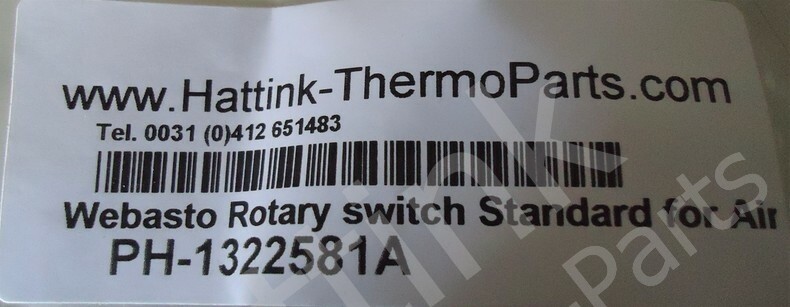 www.Hattink-ThermoParts.com
Tel. 0031 (0)412 651483
Webasto Rotary switch Standard for Air
PH-1322581A